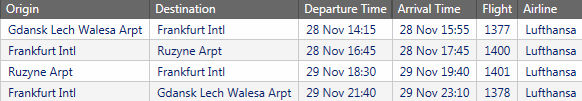 Origin Destination Departure Time Arrival Time Flight Airline
Gdansk Lech Walesa Arpt Frankfurt Intl 28 Nov 14:15 28 Nov 15:55 1377 Lufthansa
Frankfurt Intl Ruzyne Arpt 28 Nov 16:45 28 Nov 17:45 1400 Lufthansa
Ruzyne Arpt Frankfurt Intl 29 Nov 18:30 29 Nov 19:40 1401 Lufthansa
Frankfurt Intl Gdansk Lech Walesa Arpt 29 Nov 21:40 29 Nov 23:10 1378 Lufthansa